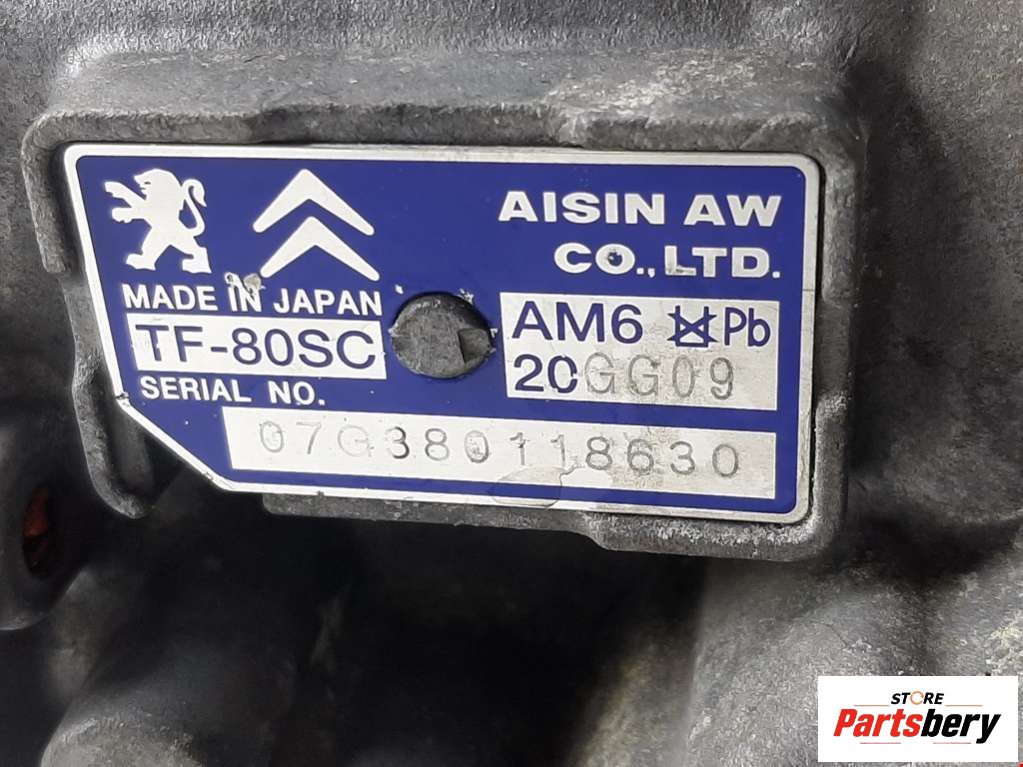 AISIN AW
CO., LTD.
MADE IN JAPAN
TF-80SC
AM6 Pb
20GG09
SERIAL NO.
07G380118630
STORE
Partsbery